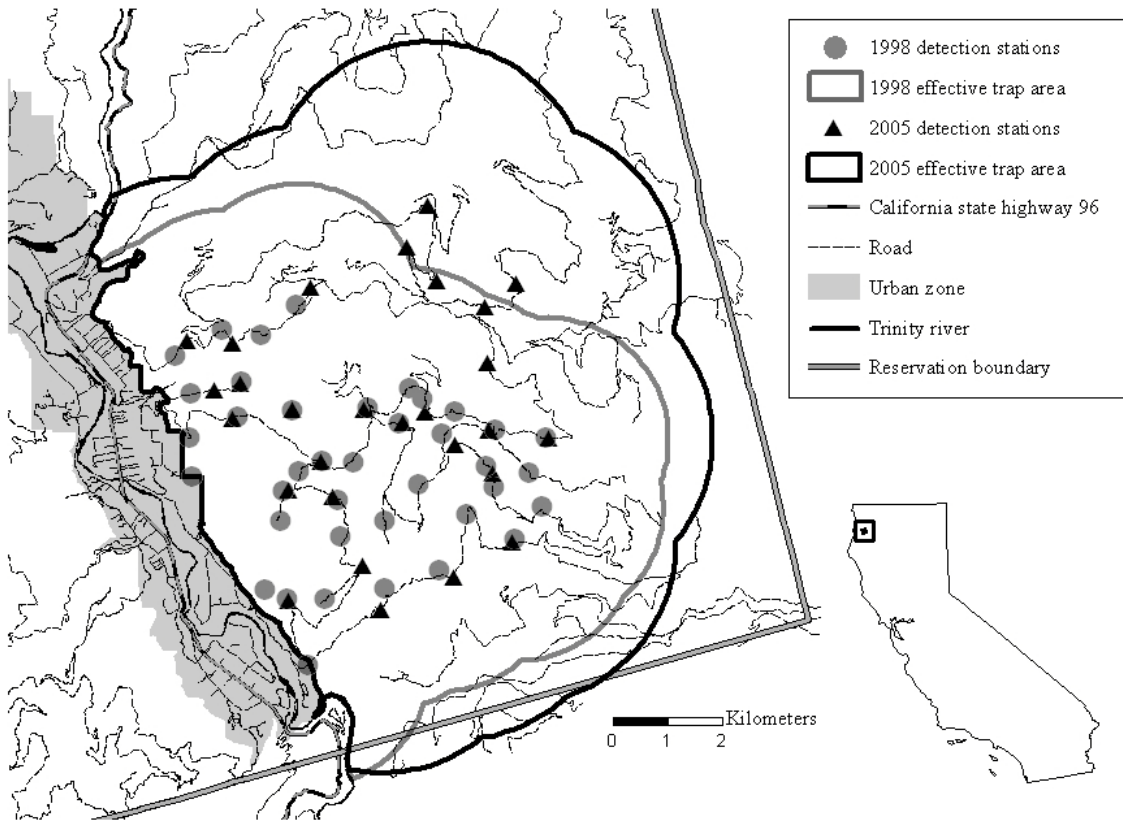 1998 detection stations
1998 effective trap area
2005 detection stations
2005 effective trap area
California state highway 96
Road
Urban zone
Trinity river
Reservation boundary
Kilometers
0 1 2